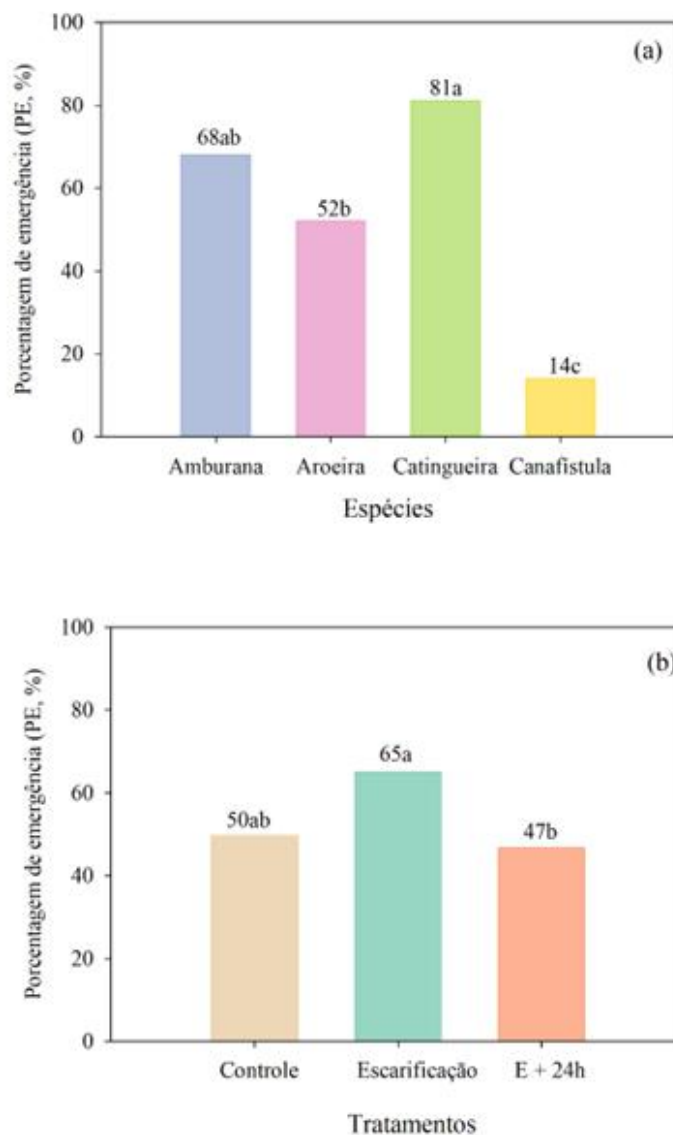 Porcentagem de emergência (PE, %)
100
80
60
40
20
0
(a)
68ab
52b
81a
14c
Amburana Aroeira Catingueira Canafístula
Espécies
Porcentagem de emergência (PE, %)
100
80
60
40
20
0
(b)
50ab
65a
47b
Controle Escarificação E + 24h
Tratamentos